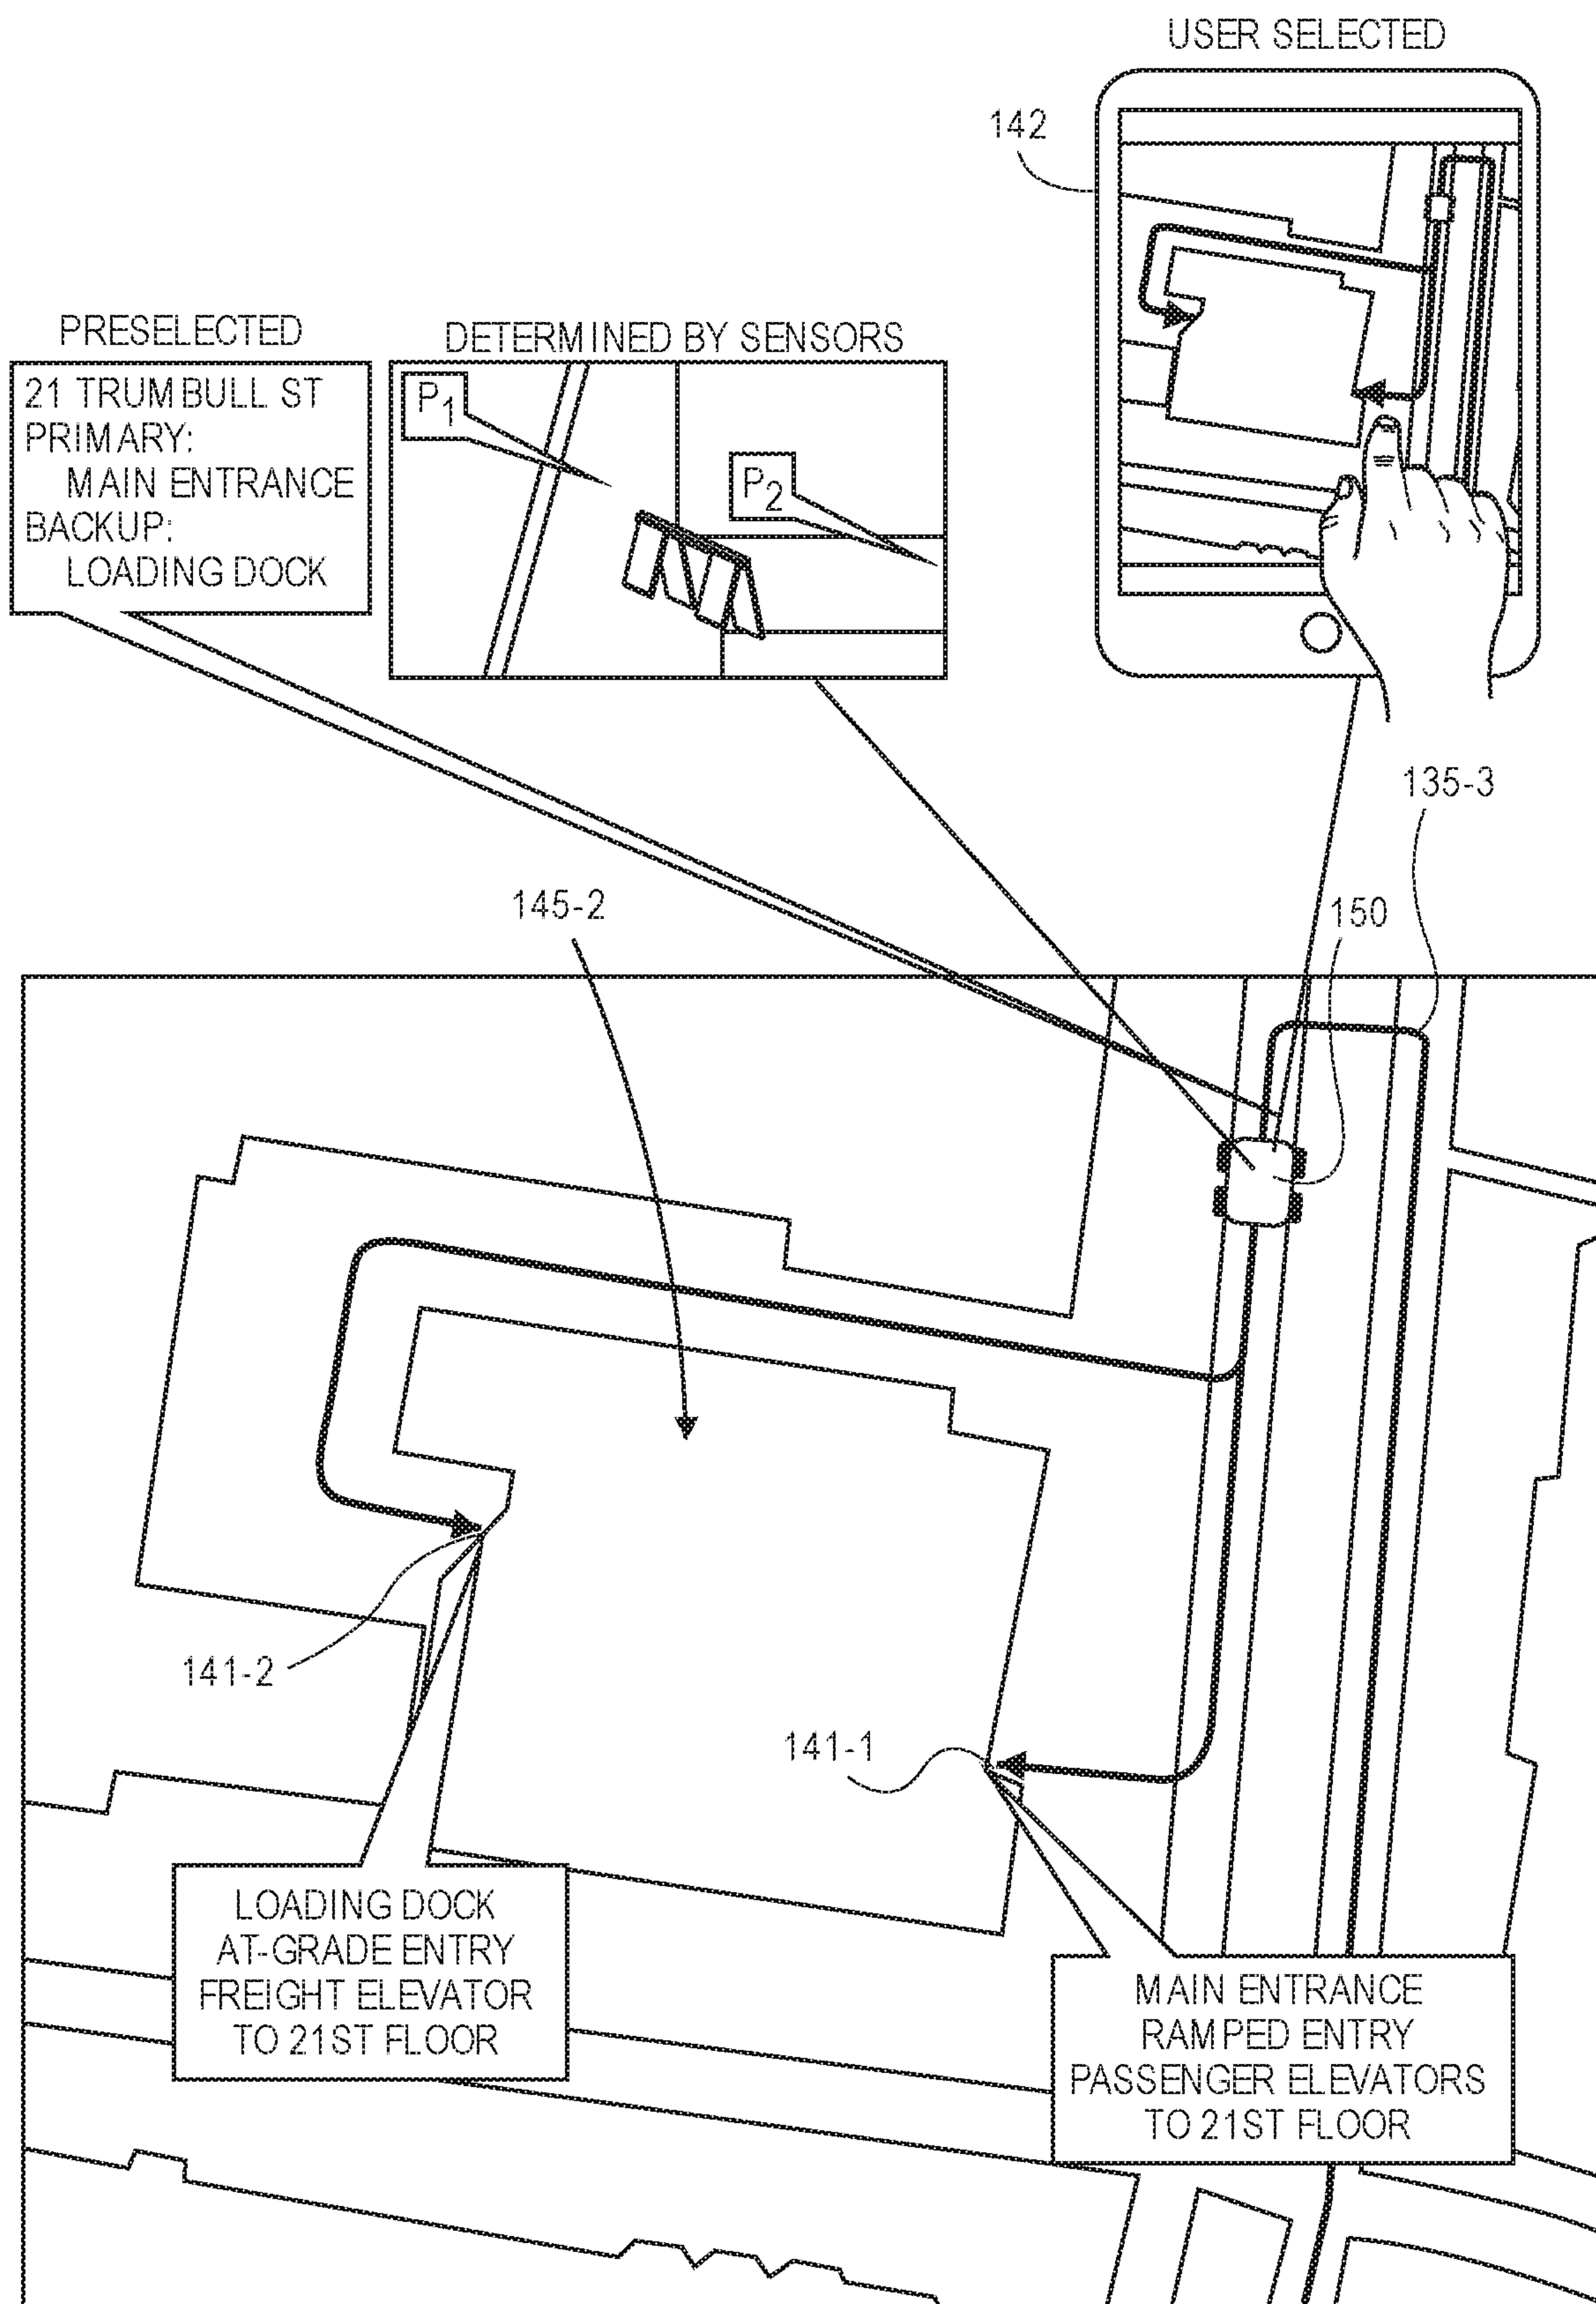 USER SELECTED
142
PRESELECTED
21 TRUMBULL ST
PRIMARY:
MAIN ENTRANCE
BACKUP:
LOADING DOCK
DETERMINED BY SENSORS
P1
P2
135-3
145-2
150
141-2
141-1
LOADING DOCK
AT-GRADE ENTRY
FREIGHT ELEVATOR
TO 21ST FLOOR
MAIN ENTRANCE
RAMPED ENTRY
PASSENGER ELEVATORS
TO 21ST FLOOR